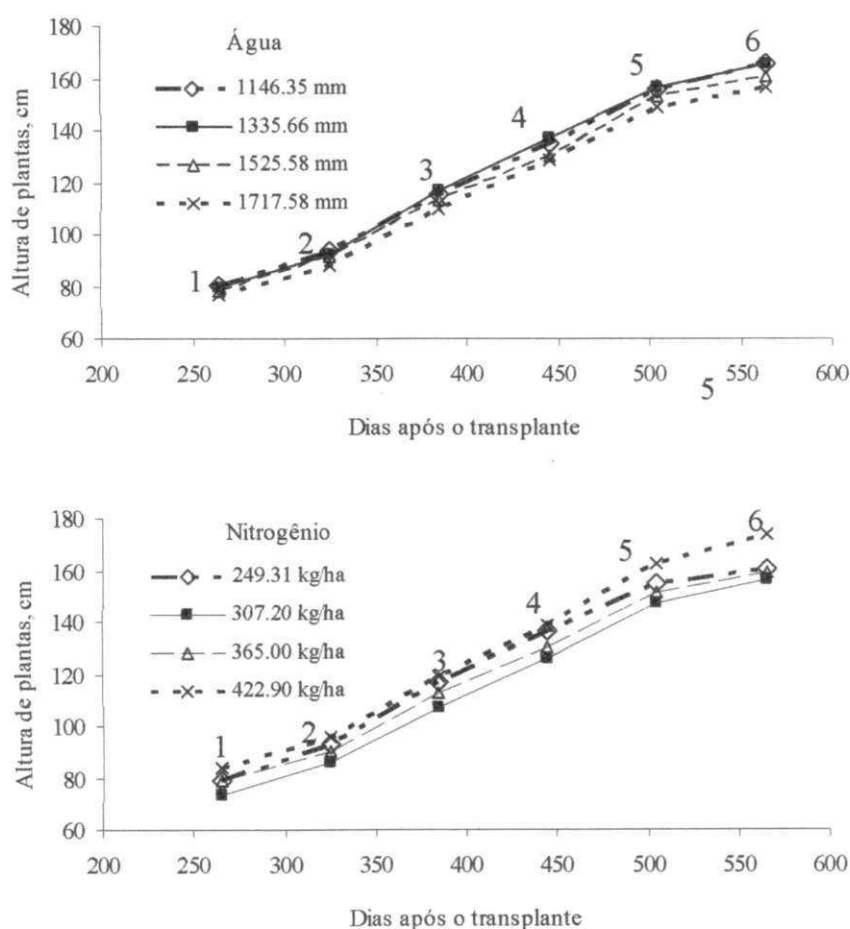 180
160
140
120
100
80
60
Altura de plantas, cm
Água
1146.35 mm
1335.66 mm
1525.58 mm
1717.58 mm
1
2
3
4
5
6
200 250 300 350 400 450 500 550 600
5
Dias após o transplante
180
160
140
120
100
80
60
Altura de plantas, cm
Nitrogênio
249.31 kg/ha
307.20 kg/ha
365.00 kg/ha
422.90 kg/ha
1
2
3
4
5
6
200 250 300 350 400 450 500 550 600
Dias após o transplante